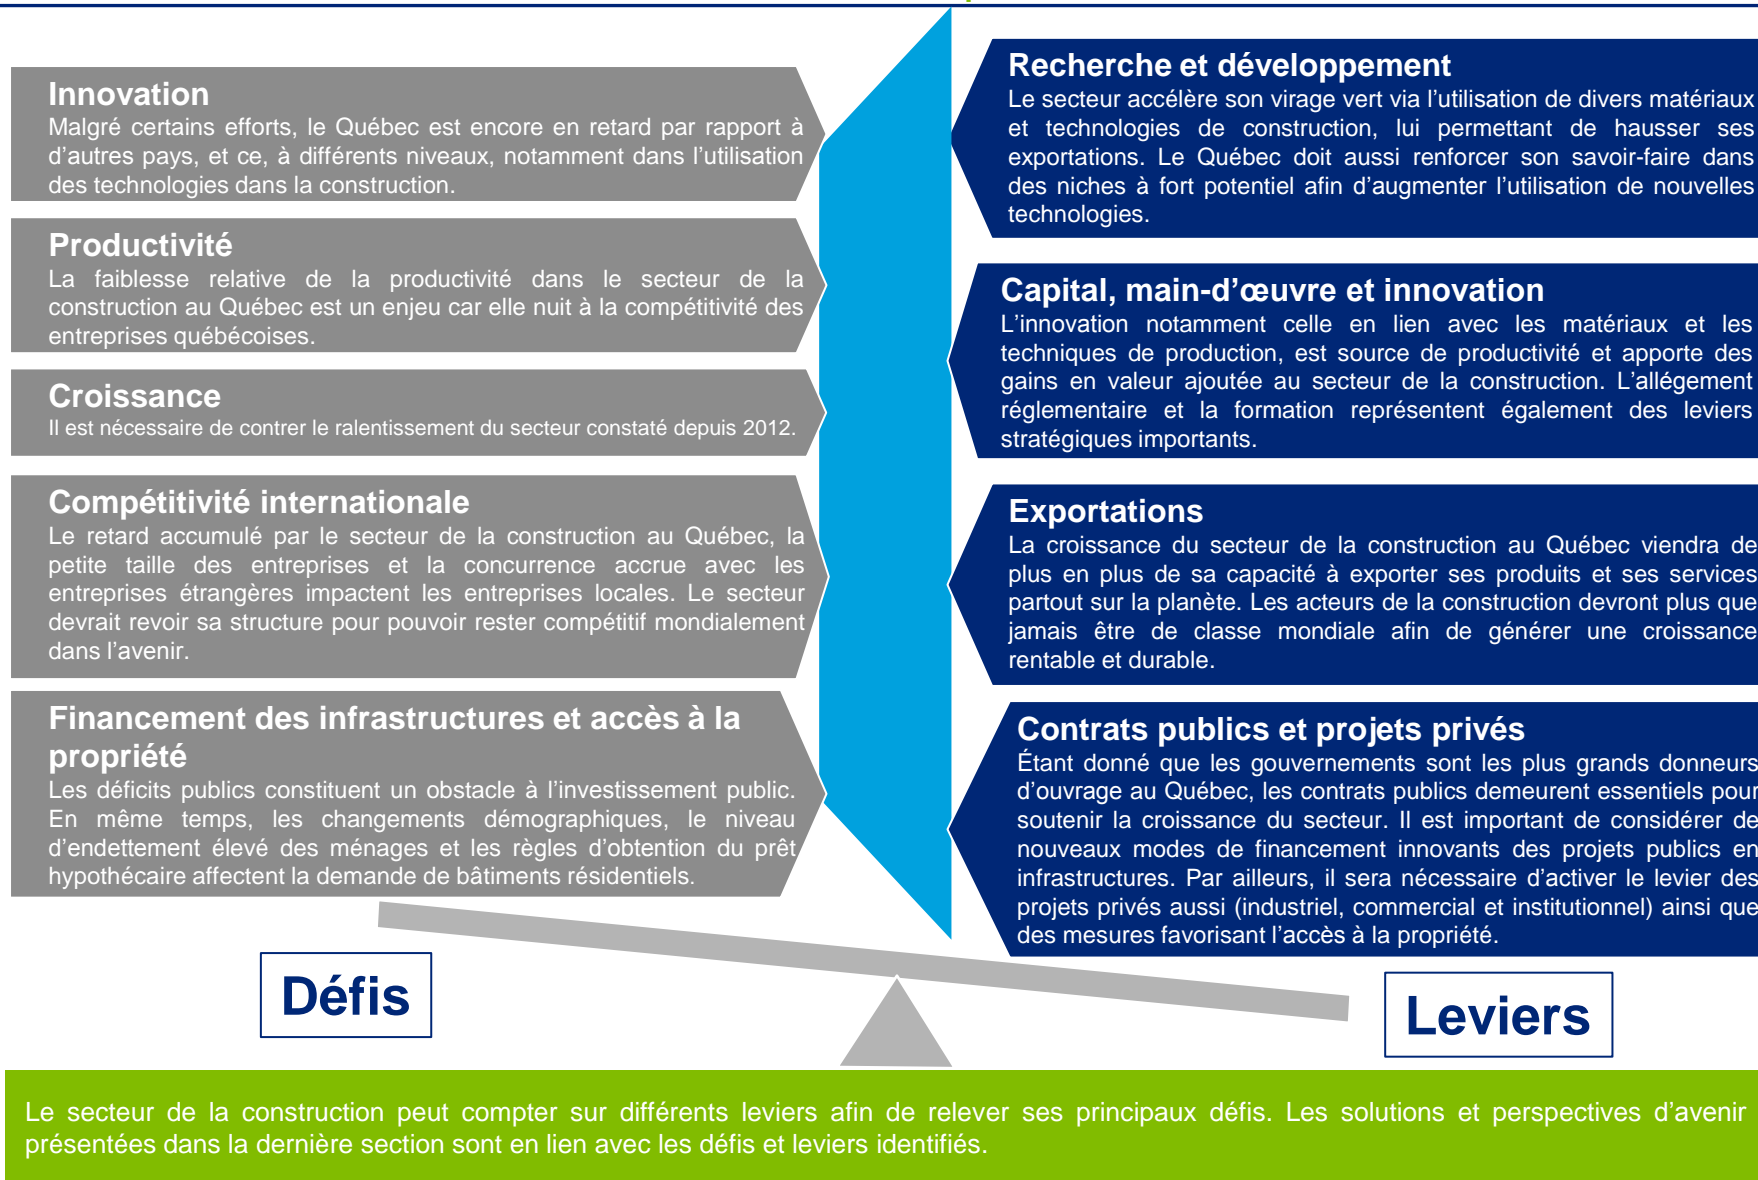 Innovation
Malgré certains efforts, le Québec est encore en retard par rapport à
d’autres pays, et ce, à différents niveaux, notamment dans l’utilisation
des technologies dans la construction.
Productivité
La faiblesse relative de la productivité dans le secteur de la
construction au Québec est un enjeu car elle nuit à la compétitivité des
entreprises québécoises.
Croissance
Il est nécessaire de contrer le ralentissement du secteur constaté depuis 2012.
Compétitivité internationale
Le retard accumulé par le secteur de la construction au Québec, la
petite taille des entreprises et la concurrence accrue avec les
entreprises étrangères impactent les entreprises locales. Le secteur
devrait revoir sa structure pour pouvoir rester compétitif mondialement
dans l’avenir.
Financement des infrastructures et accès à la
propriété
Les déficits publics constituent un obstacle à l’investissement public.
En même temps, les changements démographiques, le niveau
d’endettement élevé des ménages et les règles d’obtention du prêt
hypothécaire affectent la demande de bâtiments résidentiels.
Défis
Recherche et développement
Le secteur accélère son virage vert via l’utilisation de divers matériaux
et technologies de construction, lui permettant de hausser ses
exportations. Le Québec doit aussi renforcer son savoir-faire dans
des niches à fort potentiel afin d’augmenter l’utilisation de nouvelles
technologies.
Capital, main-d’œuvre et innovation
L’innovation notamment celle en lien avec les matériaux et les
techniques de production, est source de productivité et apporte des
gains en valeur ajoutée au secteur de la construction. L’allégement
réglementaire et la formation représentent également des leviers
stratégiques importants.
Exportations
La croissance du secteur de la construction au Québec viendra de
plus en plus de sa capacité à exporter ses produits et ses services
partout sur la planète. Les acteurs de la construction devront plus que
jamais être de classe mondiale afin de générer une croissance
rentable et durable.
Contrats publics et projets privés
Étant donné que les gouvernements sont les plus grands donneurs
d’ouvrage au Québec, les contrats publics demeurent essentiels pour
soutenir la croissance du secteur. Il est important de considérer de
nouveaux modes de financement innovants des projets publics en
infrastructures. Par ailleurs, il sera nécessaire d’activer le levier des
projets privés aussi (industriel, commercial et institutionnel) ainsi que
des mesures favorisant l’accès à la propriété.
Leviers
Le secteur de la construction peut compter sur différents leviers afin de relever ses principaux défis. Les solutions et perspectives d’avenir
présentées dans la dernière section sont en lien avec les défis et leviers identifiés.